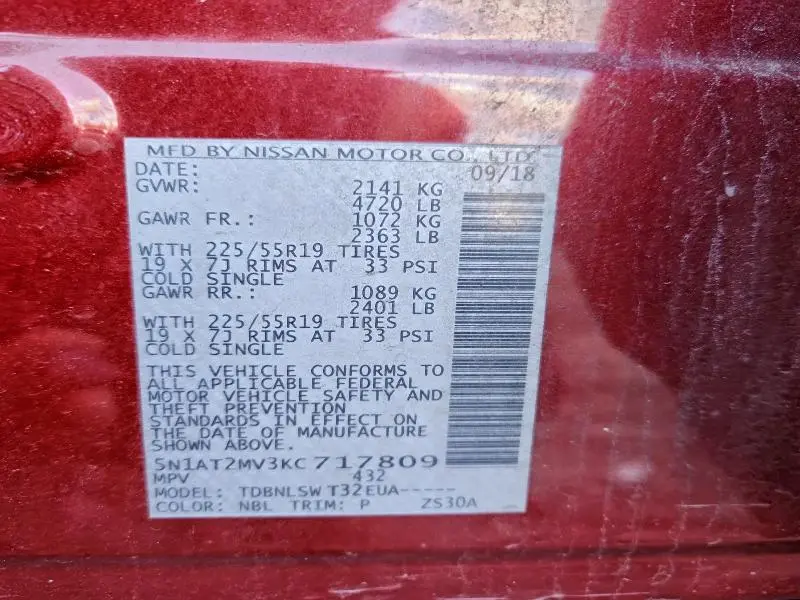 MFD BY NISSAN MOTOR CO., LTD.
DATE: 09/18
GVWR: 2141 KG
4720 LB
GAWR FR.: 1072 KG
2363 LB
WITH 225/55R19 TIRES
19 X 7J RIMS AT 33 PSI
COLD SINGLE
GAWR RR.: 1089 KG
2401 LB
WITH 225/55R19 TIRES
19 X 7J RIMS AT 33 PSI
COLD SINGLE
THIS VEHICLE CONFORMS TO
ALL APPLICABLE FEDERAL
MOTOR VEHICLE SAFETY AND
THEFT PREVENTION
STANDARDS IN EFFECT ON
THE DATE OF MANUFACTURE
SHOWN ABOVE.
5N1AT2MV3KC717809
MPV 432
MODEL: TDBNLSW T32EUA-----
COLOR: NBL TRIM: P ZS30A